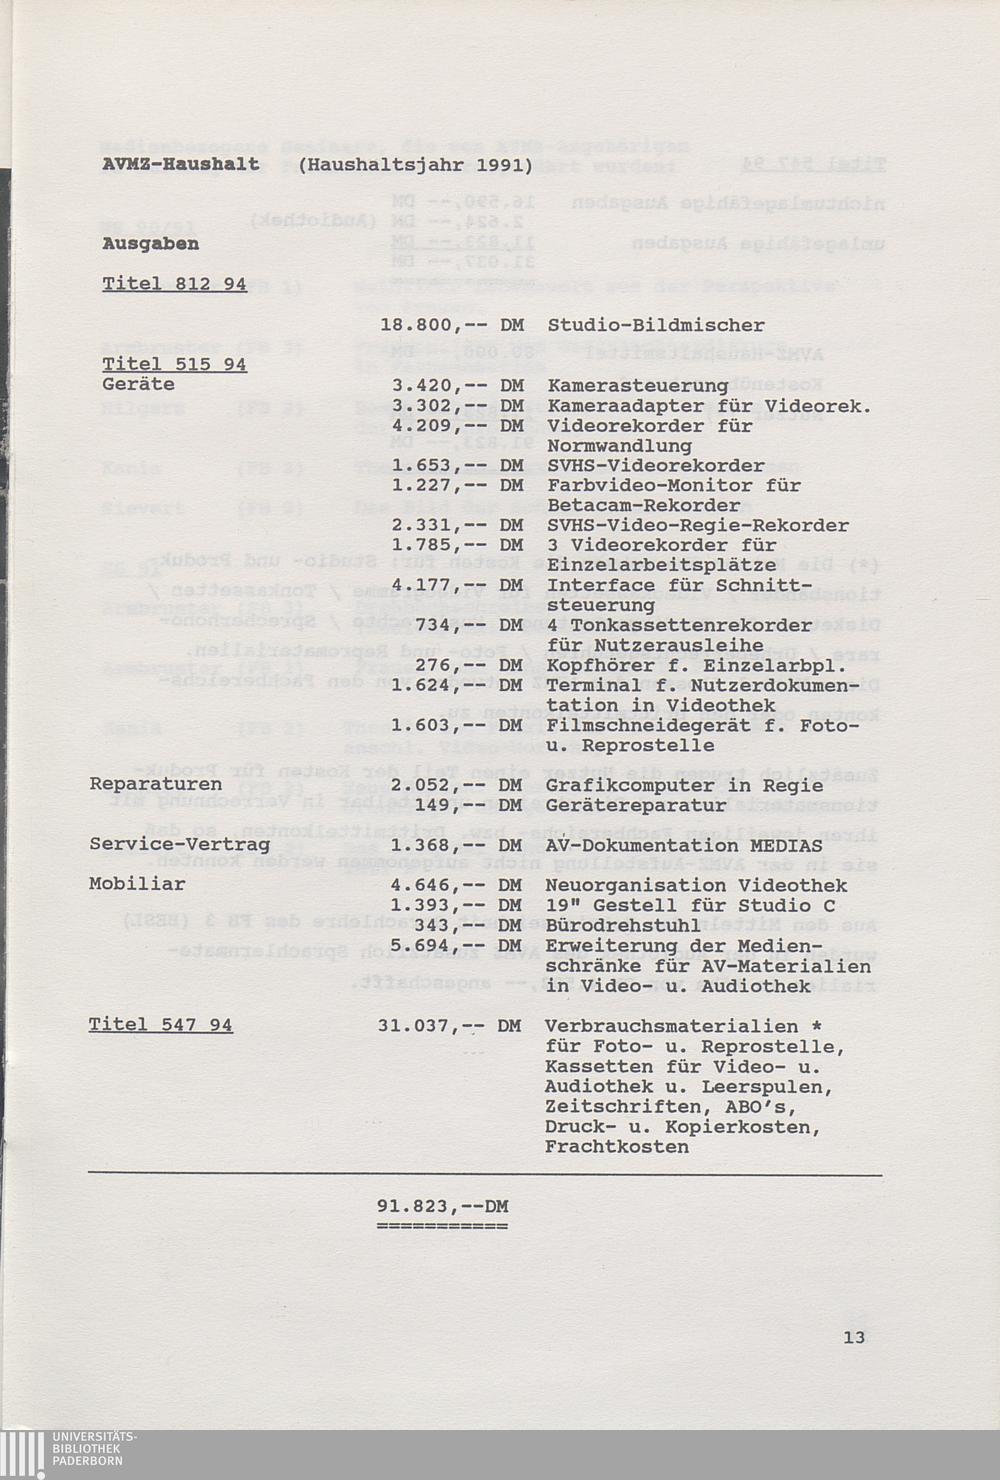 AVMZ-Haushalt (Haushaltsjahr 1991)
Ausgaben
Titel 812 94
18.800,-- DM Studio-Bildmischer
Titel 515 94
Geräte 3.420,-- DM Kamerasteuerung
3.302,-- DM Kameraadapter für Videorek.
4.209,-- DM Videorekorder für
Normwandlung
1.653,-- DM SVHS-Videorekorder
1.227,-- DM Farbvideo-Monitor für
Betacam-Rekorder
2.331,-- DM SVHS-Video-Regie-Rekorder
1.785,-- DM 3 Videorekorder für
Einzelarbeitsplätze
4.177,-- DM Interface für Schnitt-
steuerung
734,-- DM 4 Tonkassettenrekorder
für Nutzerausleihe
276,-- DM Kopfhörer f. Einzelarbpl.
1.624,-- DM Terminal f. Nutzerdokumen-
tation in Videothek
1.603,-- DM Filmschneidegerät f. Foto-
u. Reprostelle
Reparaturen 2.052,-- DM Grafikcomputer in Regie
149,-- DM Gerätereparatur
Service-Vertrag 1.368,-- DM AV-Dokumentation MEDIAS
Mobiliar 4.646,-- DM Neuorganisation Videothek
1.393,-- DM 19" Gestell für Studio C
343,-- DM Bürodrehstuhl
5.694,-- DM Erweiterung der Medien-
schränke für AV-Materialien
in Video- u. Audiothek
Titel 547 94 31.037,-- DM Verbrauchsmaterialien *
für Foto- u. Reprostelle,
Kassetten für Video- u.
Audiothek u. Leerspulen,
Zeitschriften, ABO's,
Druck- u. Kopierkosten,
Frachtkosten
91.823,--DM
===========
13
UNIVERSITÄTS-
BIBLIOTHEK
PADERBORN